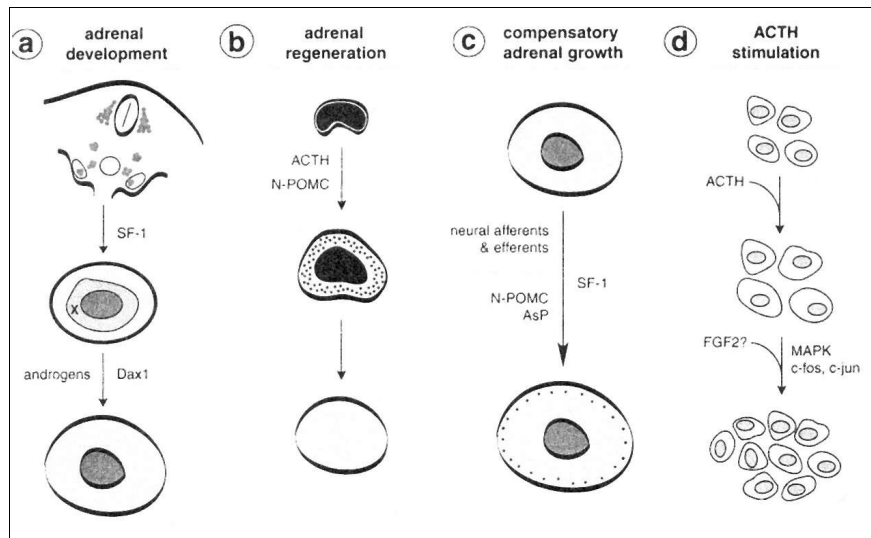 a
adrenal
development
SF-1
x
androgens
Dax1
b
adrenal
regeneration
ACTH
N-POMC
c
compensatory
adrenal growth
neural afferents
& efferents
SF-1
N-POMC
AsP
d
ACTH
stimulation
ACTH
FGF2?
MAPK
c-fos, c-jun